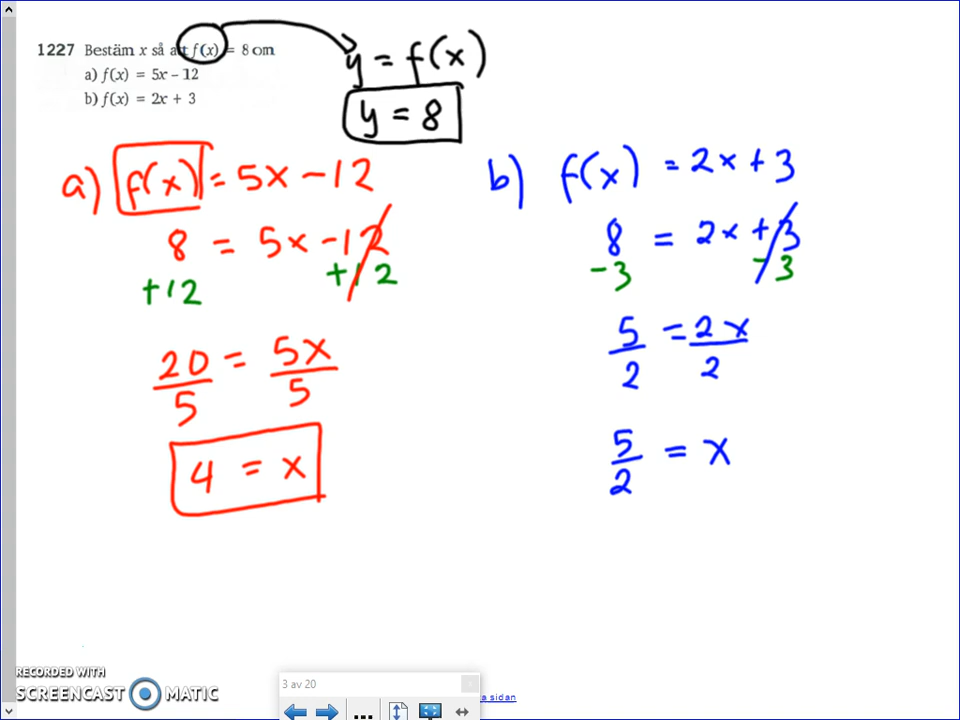 1227 Bestäm x så att f(x) = 8 om
a) f(x) = 5x – 12
b) f(x) = 2x + 3
y = f(x)
y = 8
a) f(x) = 5x - 12
8 = 5x - 12
+12 +12
20/5 = 5x/5
4 = x
b) f(x) = 2x + 3
8 = 2x + 3
-3 -3
5/2 = 2x/2
5/2 = x
RECORDED WITH
SCREENCAST MATIC
3 av 20
a sidan